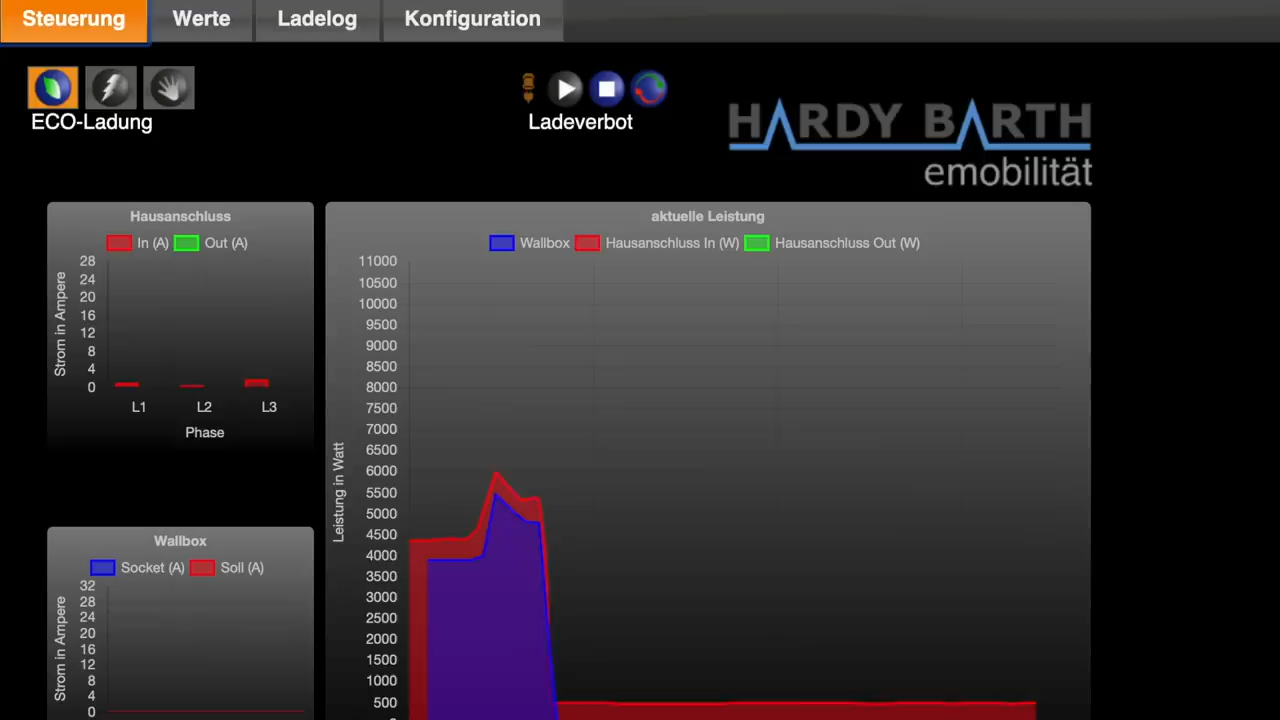 Steuerung Werte Ladelog Konfiguration
ECO-Ladung
Ladeverbot
HARDY BARTH
emobilität
Hausanschluss
In (A) Out (A)
Strom in Ampere
28
24
20
16
12
8
4
0
L1 L2 L3
Phase
aktuelle Leistung
Wallbox Hausanschluss In (W) Hausanschluss Out (W)
Leistung in Watt
11000
10500
10000
9500
9000
8500
8000
7500
7000
6500
6000
5500
5000
4500
4000
3500
3000
2500
2000
1500
1000
500
Wallbox
Socket (A) Soll (A)
Strom in Ampere
32
28
24
20
16
12
8
4
0